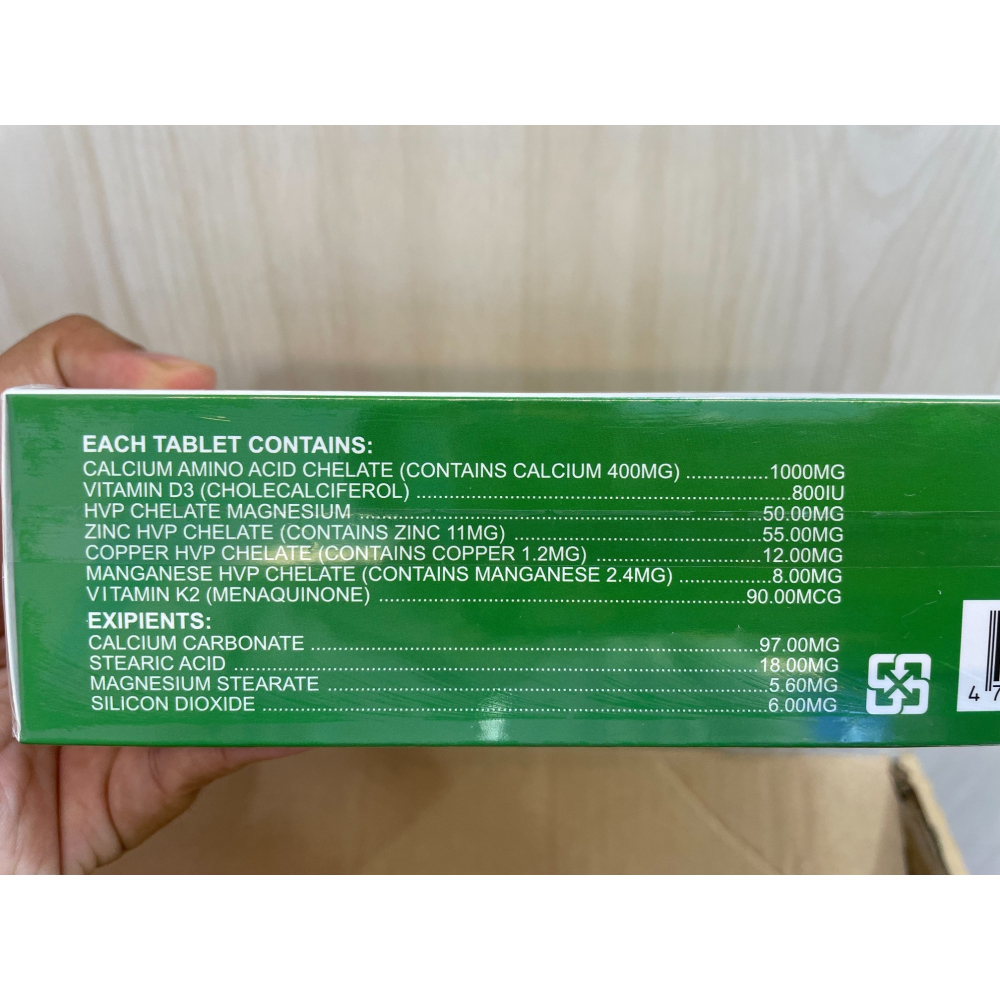 EACH TABLET CONTAINS:
CALCIUM AMINO ACID CHELATE (CONTAINS CALCIUM 400MG) ............... 1000MG
VITAMIN D3 (CHOLECALCIFEROL) ............... 800IU
HVP CHELATE MAGNESIUM ............... 50.00MG
ZINC HVP CHELATE (CONTAINS ZINC 11MG) ............... 55.00MG
COPPER HVP CHELATE (CONTAINS COPPER 1.2MG) ............... 12.00MG
MANGANESE HVP CHELATE (CONTAINS MANGANESE 2.4MG) ............... 8.00MG
VITAMIN K2 (MENAQUINONE) ............... 90.00MCG
EXIPIENTS:
CALCIUM CARBONATE ............... 97.00MG
STEARIC ACID ............... 18.00MG
MAGNESIUM STEARATE ............... 5.60MG
SILICON DIOXIDE ............... 6.00MG
4 7